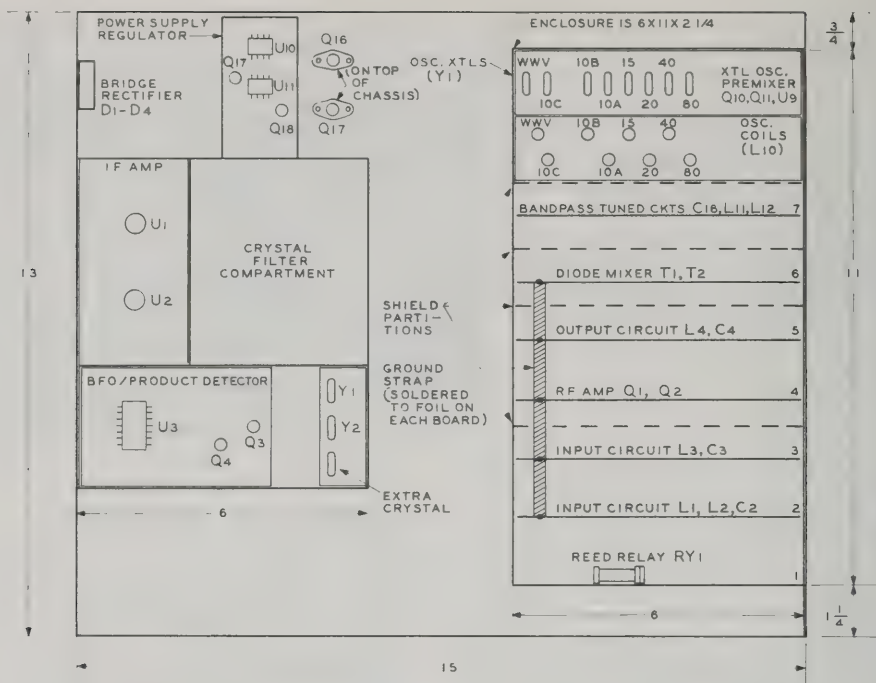 POWER SUPPLY
REGULATOR
U10
U11
Q17
Q18
Q16
(ON TOP
OF
CHASSIS)
Q17
BRIDGE
RECTIFIER
D1-D4
IF AMP
U1
U2
CRYSTAL
FILTER
COMPARTMENT
BFO/PRODUCT DETECTOR
U3
Q4
Q3
Y1
Y2
EXTRA
CRYSTAL
6
13
15
OSC. XTLS
(Y1)
SHIELD
PARTI-
TIONS
GROUND
STRAP
(SOLDERED
TO FOIL ON
EACH BOARD)
ENCLOSURE IS 6X11X2 1/4
WWV 10B 15 40
10C 10A 20 80
XTL OSC.
PREMIXER
Q10,Q11,U9
WWV 10B 15 40
10C 10A 20 80
OSC.
COILS
(L10)
BANDPASS TUNED CKTS C18,L11,L12 7
DIODE MIXER T1, T2 6
OUTPUT CIRCUIT L4, C4 5
RF AMP Q1, Q2 4
INPUT CIRCUIT L3, C3 3
INPUT CIRCUIT L1, L2,C2 2
REED RELAY RY1
1
6
3/4
11
1 1/4